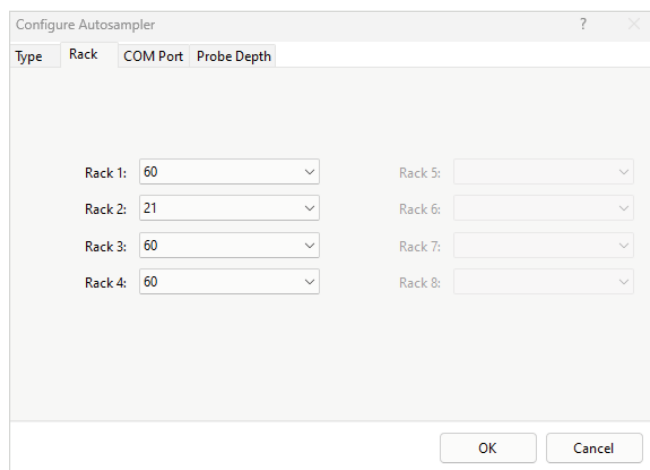 Configure Autosampler ?
Type Rack COM Port Probe Depth
Rack 1: 60 Rack 5:
Rack 2: 21 Rack 6:
Rack 3: 60 Rack 7:
Rack 4: 60 Rack 8:
OK Cancel